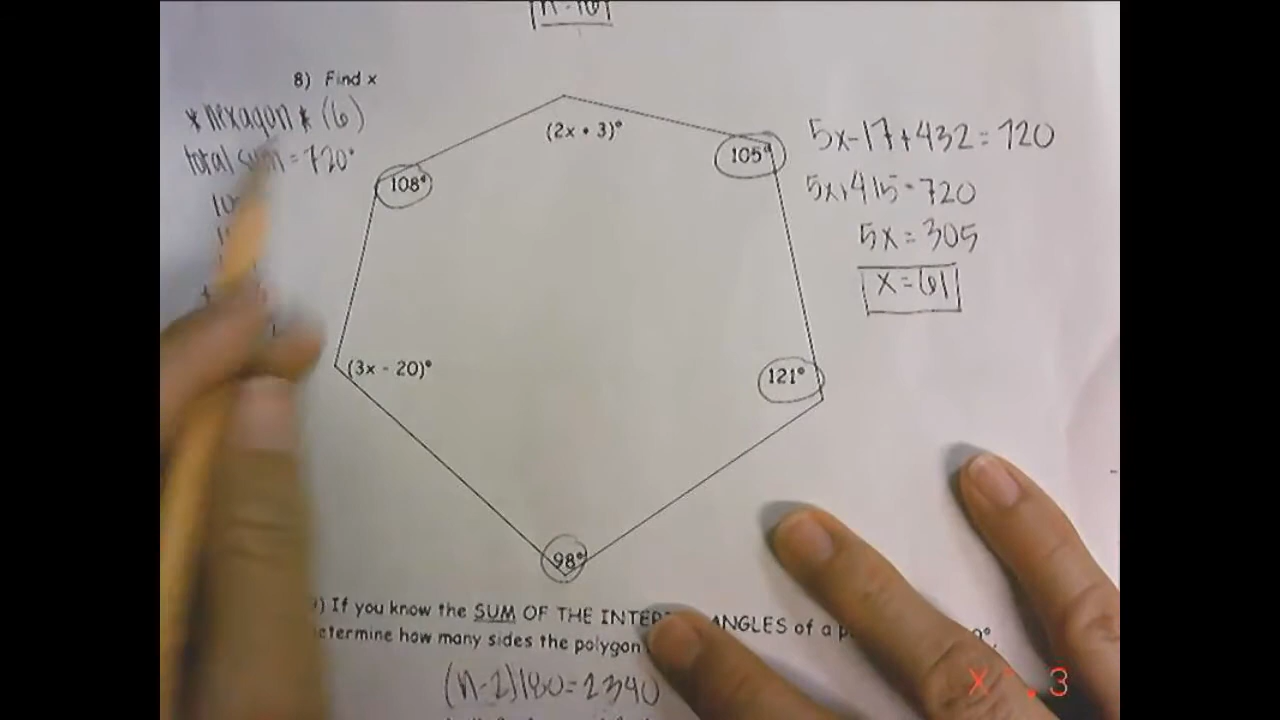 8) Find x
* hexagon * (6)
total sum = 720°
(2x + 3)°
105°
108°
(3x - 20)°
121°
98°
5x-17+432=720
5x+415=720
5x=305
x=61
) If you know the SUM OF THE ANGLES of a
etermine how many sides the polygon
(n-2)180=2340